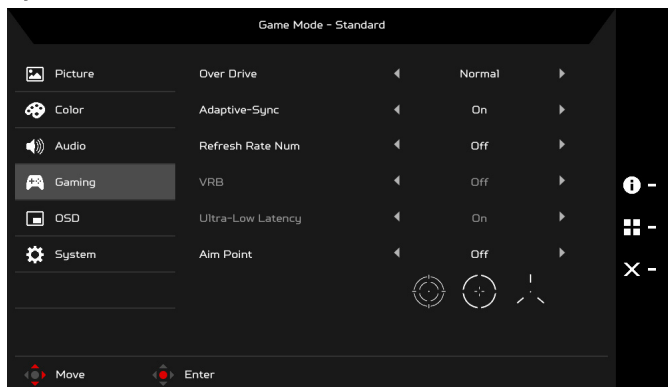 Game Mode - Standard
Picture
Over Drive Normal
Color
Adaptive-Sync On
Audio
Refresh Rate Num Off
Gaming
VRB Off
OSD
Ultra-Low Latency On
System
Aim Point Off
Move Enter